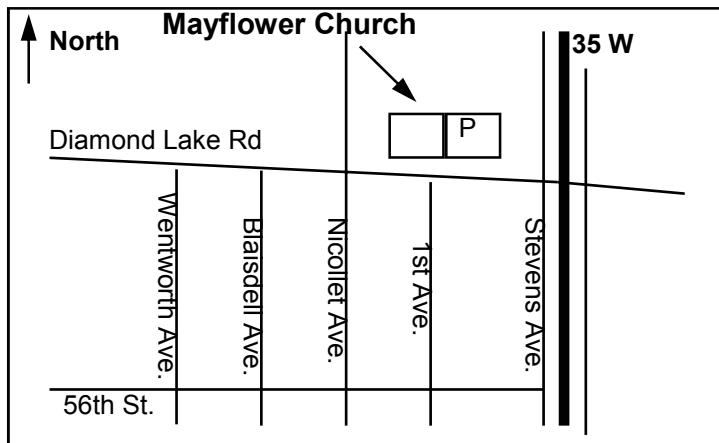 Mayflower Church
North
35 W
P
Diamond Lake Rd
Wentworth Ave.
Blaisdell Ave.
Nicollet Ave.
1st Ave.
Stevens Ave.
56th St.